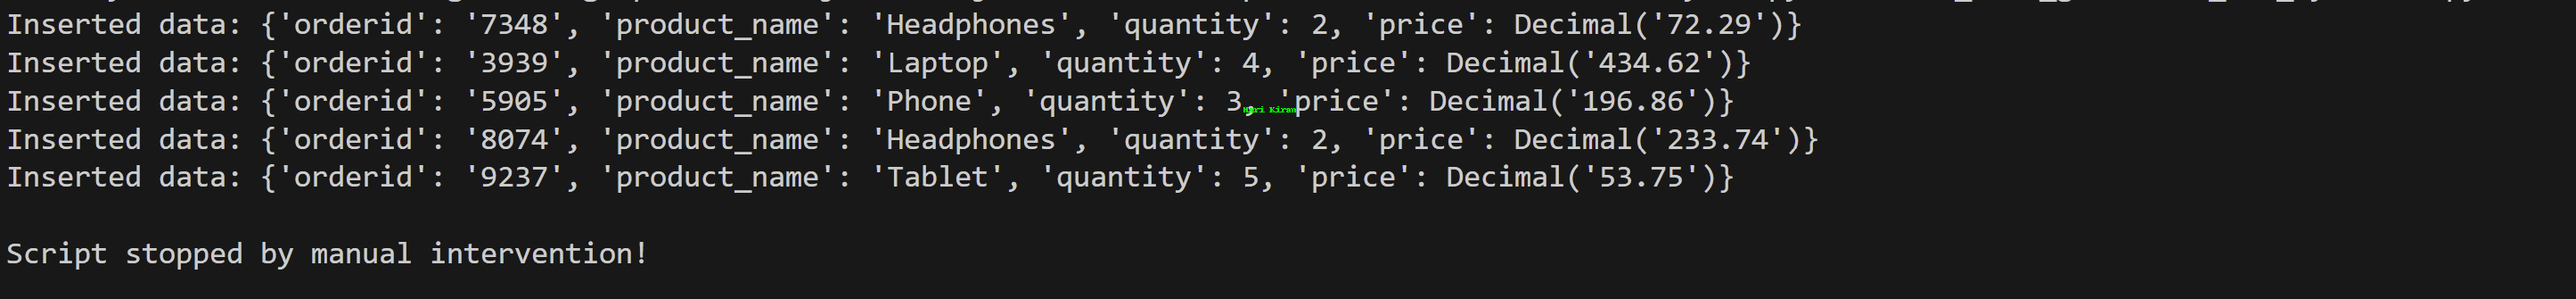 Inserted data: {'orderid': '7348', 'product_name': 'Headphones', 'quantity': 2, 'price': Decimal('72.29')}
Inserted data: {'orderid': '3939', 'product_name': 'Laptop', 'quantity': 4, 'price': Decimal('434.62')}
Inserted data: {'orderid': '5905', 'product_name': 'Phone', 'quantity': 3, 'price': Decimal('196.86')}
Hari Kiran
Inserted data: {'orderid': '8074', 'product_name': 'Headphones', 'quantity': 2, 'price': Decimal('233.74')}
Inserted data: {'orderid': '9237', 'product_name': 'Tablet', 'quantity': 5, 'price': Decimal('53.75')}
Script stopped by manual intervention!